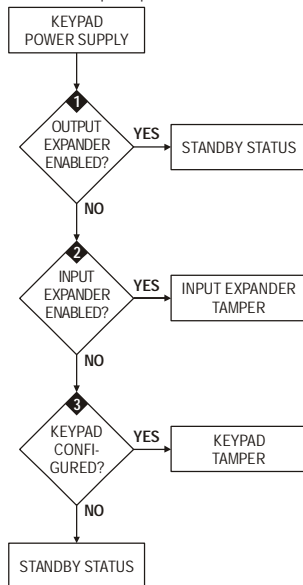 KEYPAD
POWER SUPPLY
1
OUTPUT
EXPANDER
ENABLED?
YES
STANDBY STATUS
NO
2
INPUT
EXPANDER
ENABLED?
YES
INPUT EXPANDER
TAMPER
NO
3
KEYPAD
CONFI-
GURED?
YES
KEYPAD
TAMPER
NO
STANDBY STATUS